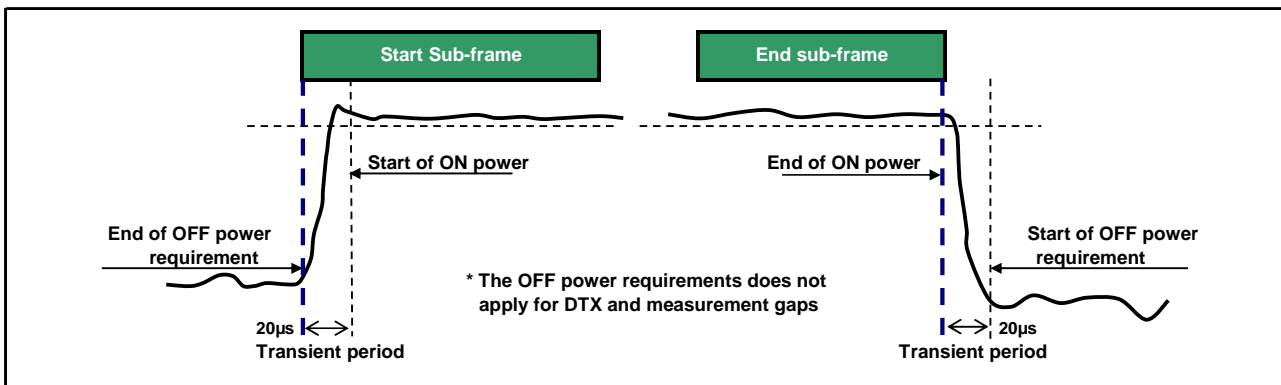 Start Sub-frame
End sub-frame
Start of ON power
End of ON power
End of OFF power
requirement
Start of OFF power
requirement
* The OFF power requirements does not
apply for DTX and measurement gaps
20µs
Transient period
20µs
Transient period